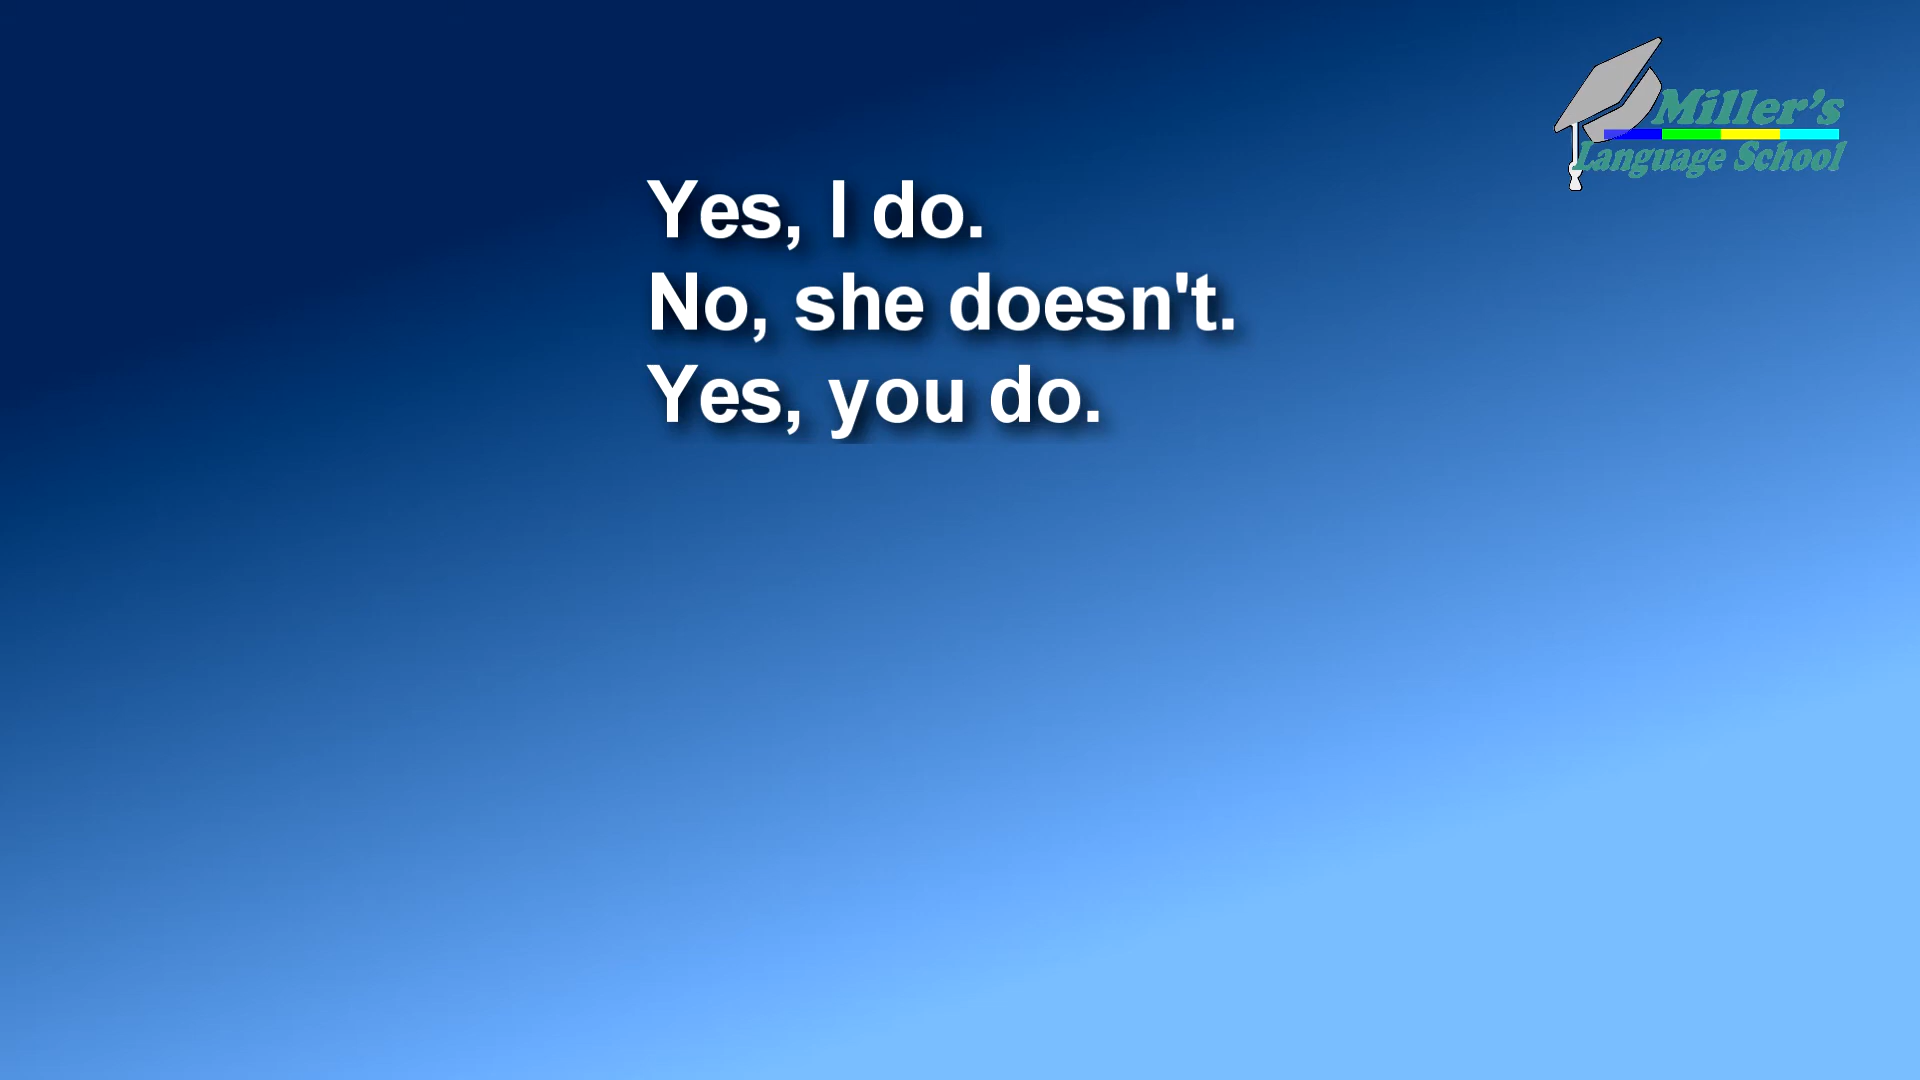 Miller's
Language School
Yes, I do.
No, she doesn't.
Yes, you do.